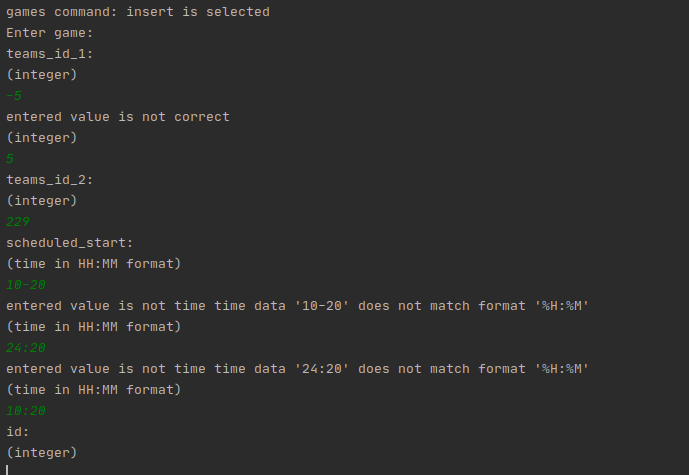 games command: insert is selected
Enter game:
teams_id_1:
(integer)
-5
entered value is not correct
(integer)
5
teams_id_2:
(integer)
229
scheduled_start:
(time in HH:MM format)
10-20
entered value is not time time data '10-20' does not match format '%H:%M'
(time in HH:MM format)
24:20
entered value is not time time data '24:20' does not match format '%H:%M'
(time in HH:MM format)
10:20
id:
(integer)